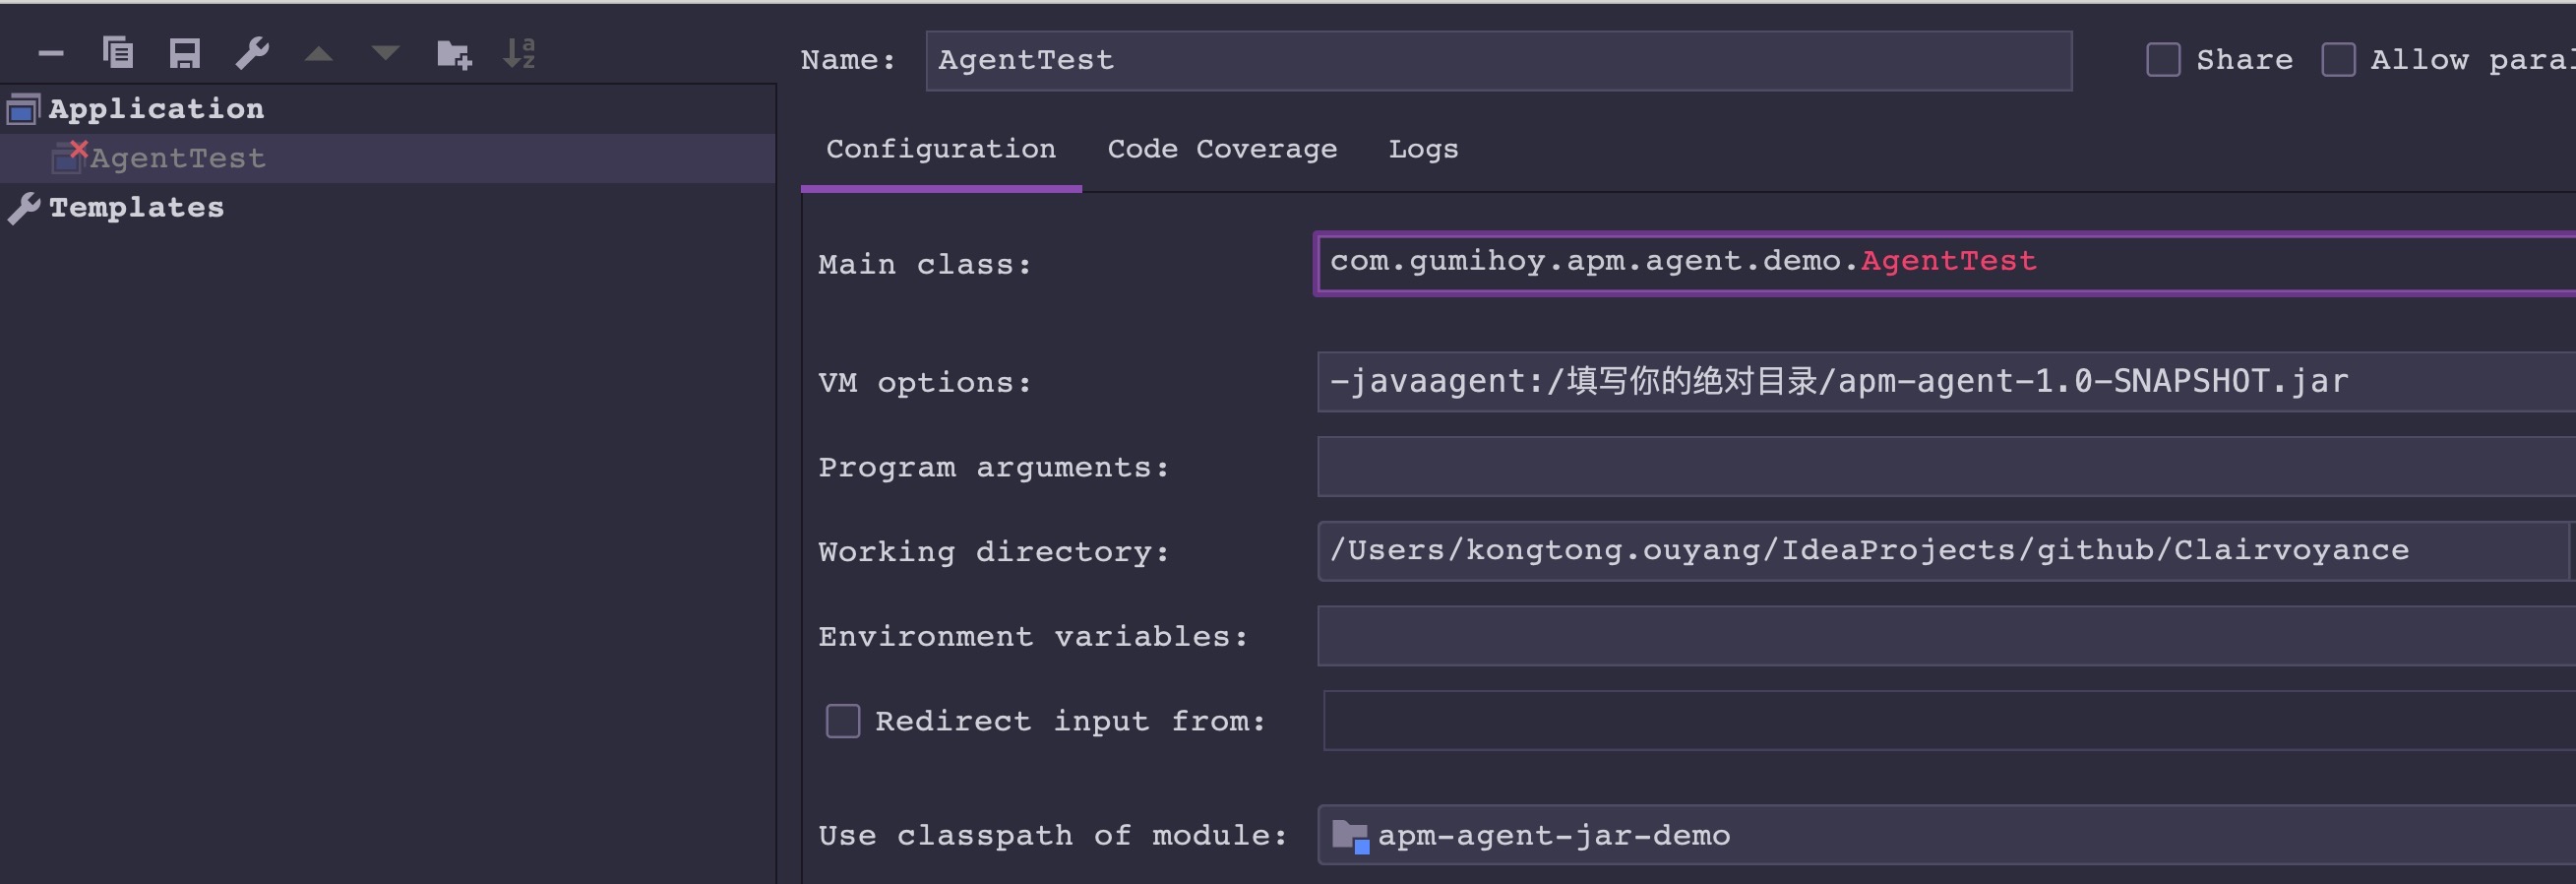 Name: AgentTest Share Allow paral
Application
AgentTest
Templates
Configuration Code Coverage Logs
Main class: com.gumihoy.apm.agent.demo.AgentTest
VM options: -javaagent:/填写你的绝对目录/apm-agent-1.0-SNAPSHOT.jar
Program arguments:
Working directory: /Users/kongtong.ouyang/IdeaProjects/github/Clairvoyance
Environment variables:
Redirect input from:
Use classpath of module: apm-agent-jar-demo